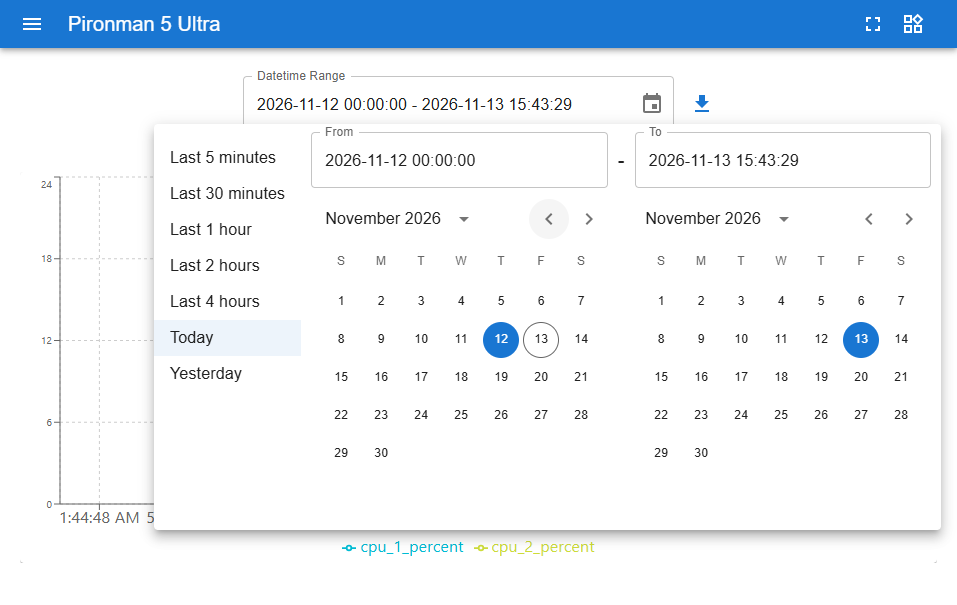 Pironman 5 Ultra
Datetime Range
2026-11-12 00:00:00 - 2026-11-13 15:43:29
Last 5 minutes
Last 30 minutes
Last 1 hour
Last 2 hours
Last 4 hours
Today
Yesterday
From
2026-11-12 00:00:00
-
To
2026-11-13 15:43:29
November 2026
S M T W T F S
1 2 3 4 5 6 7
8 9 10 11 12 13 14
15 16 17 18 19 20 21
22 23 24 25 26 27 28
29 30
November 2026
S M T W T F S
1 2 3 4 5 6 7
8 9 10 11 12 13 14
15 16 17 18 19 20 21
22 23 24 25 26 27 28
29 30
24
18
12
6
0
1:44:48 AM 5
cpu_1_percent cpu_2_percent